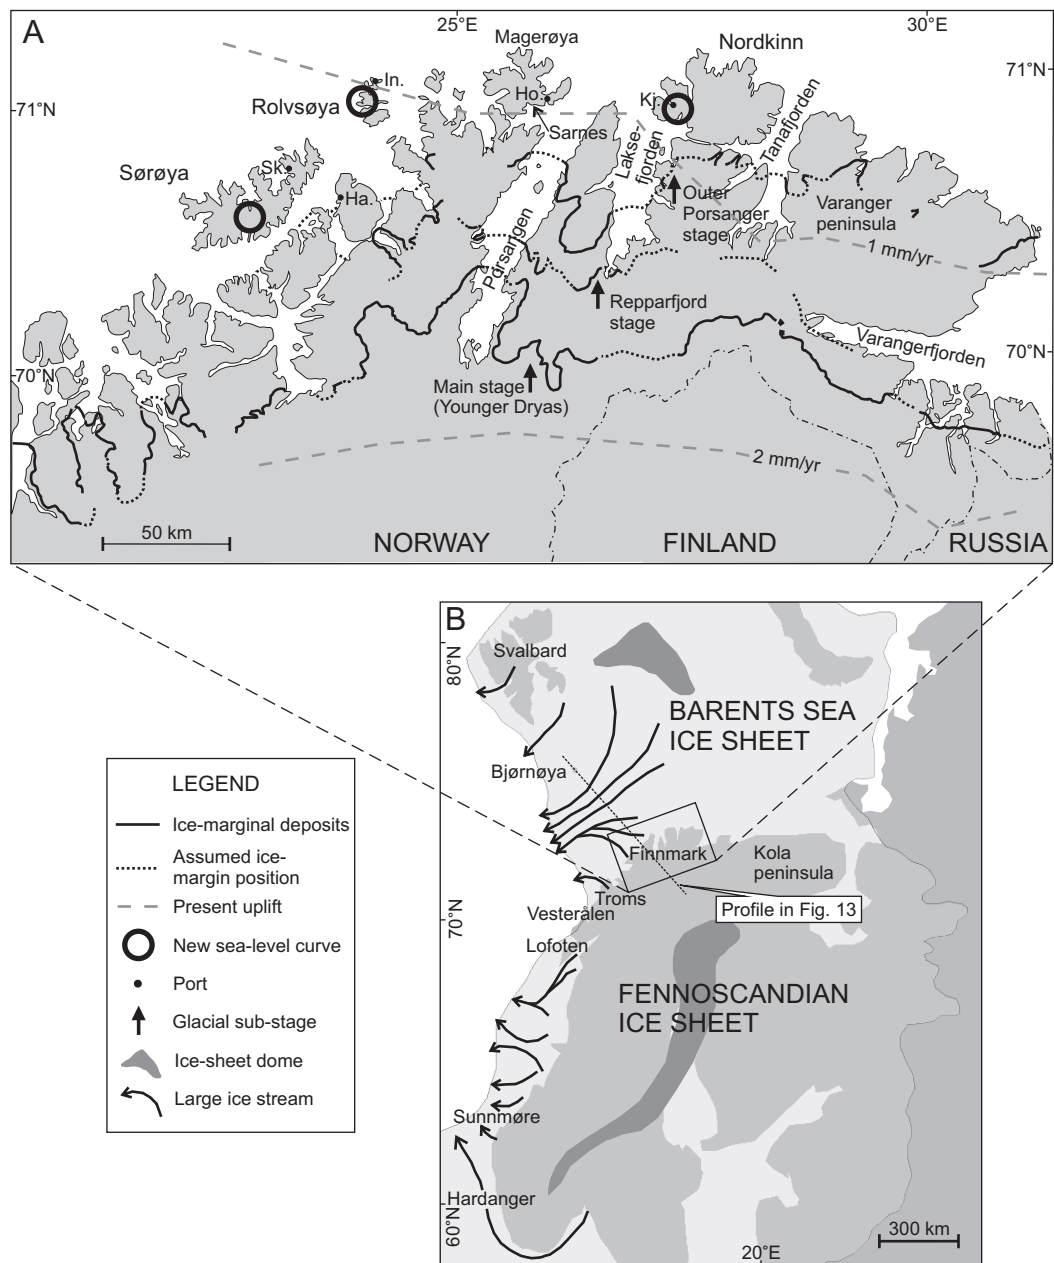 A
25°E
30°E
Magerøya
Nordkinn
71°N
In.
Rolvsøya
Ho.
Kj.
71°N
Sarnes
Lakse-
fjorden
Tanafjorden
Sk.
Sørøya
Ha.
Outer
Porsanger
stage
Varanger
peninsula
Porsangen
1 mm/yr
Repparfjord
stage
Varangerfjorden
70°N
70°N
Main stage
(Younger Dryas)
2 mm/yr
50 km
NORWAY
FINLAND
RUSSIA
B
80°N
Svalbard
BARENTS SEA
ICE SHEET
Bjørnøya
Finnmark
Kola
peninsula
Troms
Profile in Fig. 13
Vesterålen
70°N
Lofoten
FENNOSCANDIAN
ICE SHEET
Sunnmøre
Hardanger
60°N
300 km
20°E
LEGEND
Ice-marginal deposits
Assumed ice-
margin position
Present uplift
New sea-level curve
Port
Glacial sub-stage
Ice-sheet dome
Large ice stream